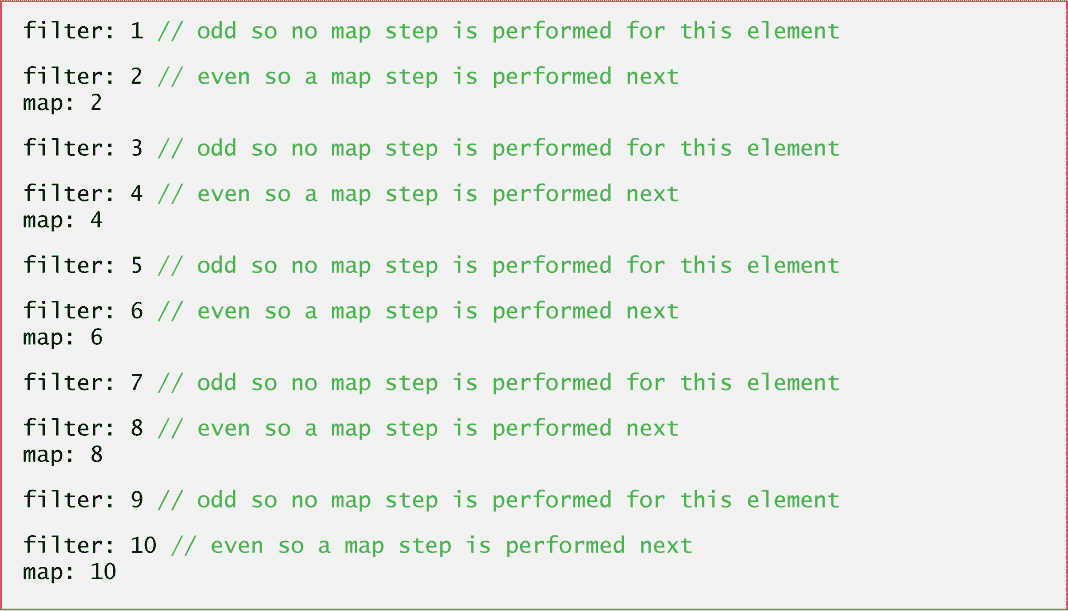 filter: 1 // odd so no map step is performed for this element
filter: 2 // even so a map step is performed next
map: 2
filter: 3 // odd so no map step is performed for this element
filter: 4 // even so a map step is performed next
map: 4
filter: 5 // odd so no map step is performed for this element
filter: 6 // even so a map step is performed next
map: 6
filter: 7 // odd so no map step is performed for this element
filter: 8 // even so a map step is performed next
map: 8
filter: 9 // odd so no map step is performed for this element
filter: 10 // even so a map step is performed next
map: 10